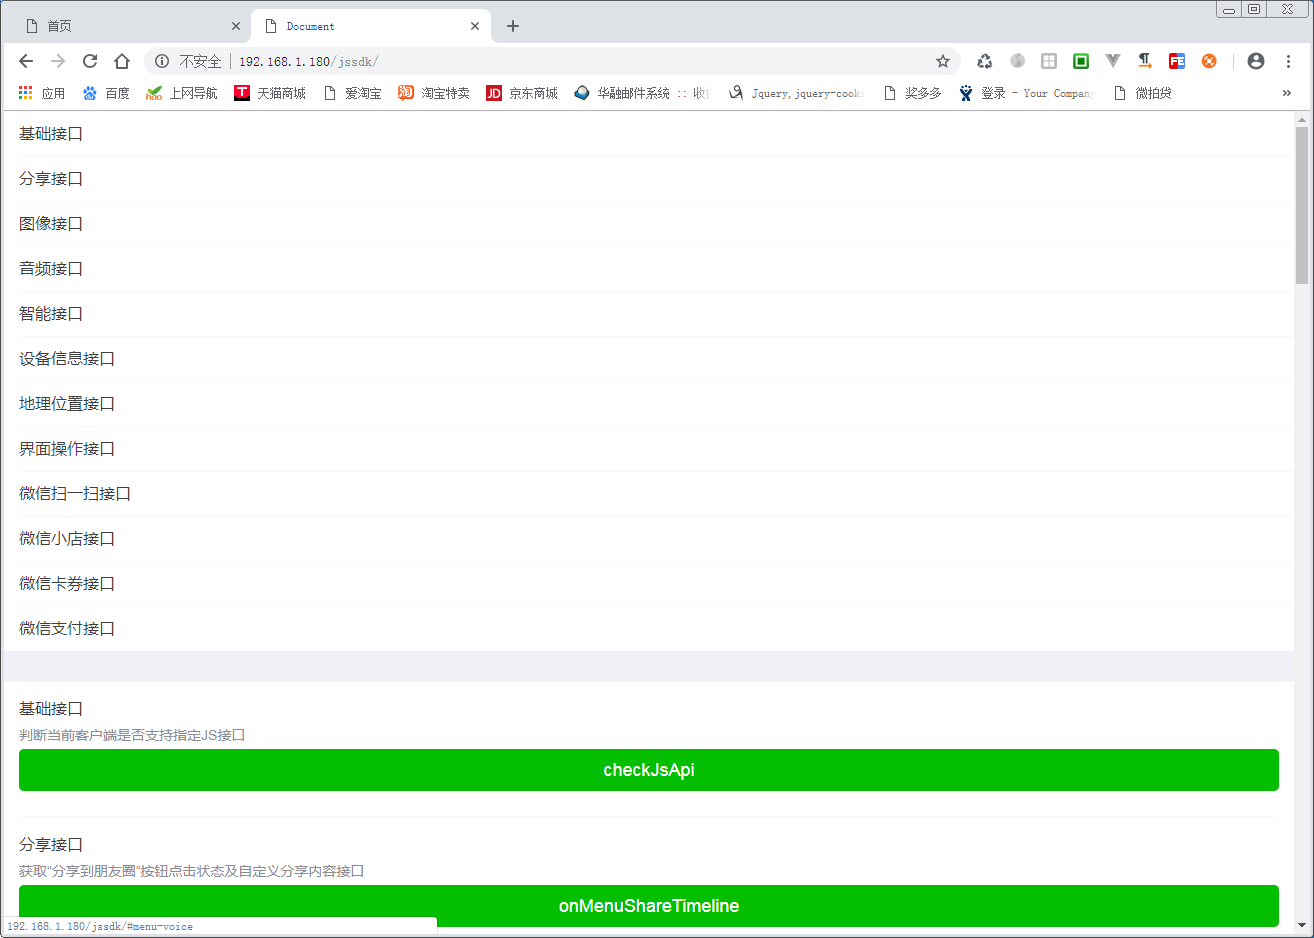 首页
Document
不安全 192.168.1.180/jssdk/
应用 百度 上网导航 天猫商城 爱淘宝 淘宝特卖 京东商城 华融邮件系统 :: 收 Jquery,jquery-cook 奖多多 登录 - Your Company 微拍贷 »
基础接口
分享接口
图像接口
音频接口
智能接口
设备信息接口
地理位置接口
界面操作接口
微信扫一扫接口
微信小店接口
微信卡券接口
微信支付接口
基础接口
判断当前客户端是否支持指定JS接口
checkJsApi
分享接口
获取“分享到朋友圈”按钮点击状态及自定义分享内容接口
onMenuShareTimeline
192.168.1.180/jssdk/#menu-voice